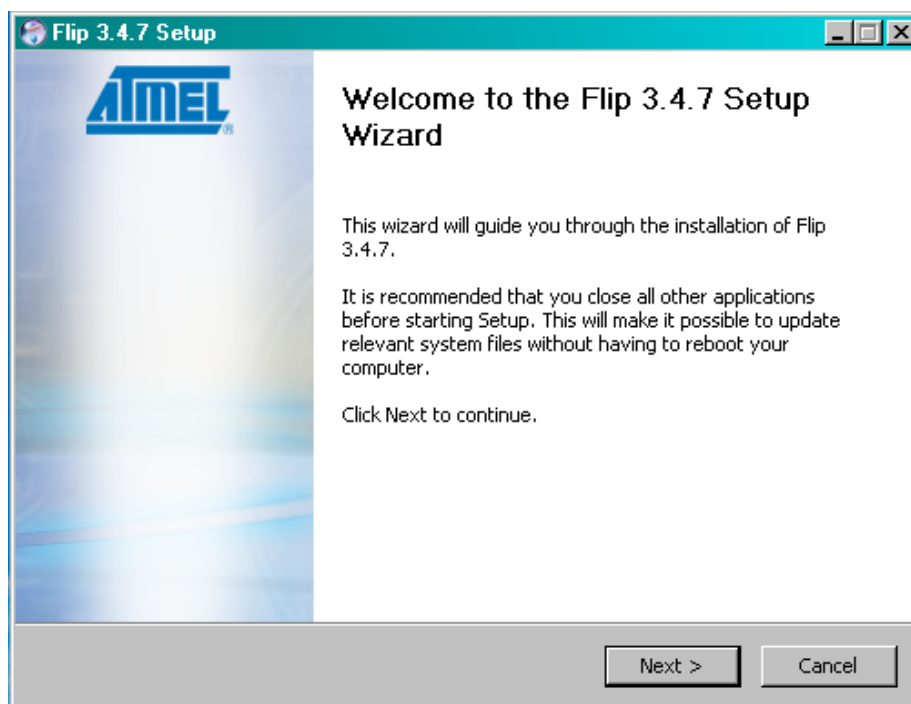 Flip 3.4.7 Setup
ATMEL
®
Welcome to the Flip 3.4.7 Setup
Wizard
This wizard will guide you through the installation of Flip
3.4.7.
It is recommended that you close all other applications
before starting Setup. This will make it possible to update
relevant system files without having to reboot your
computer.
Click Next to continue.
Next >
Cancel